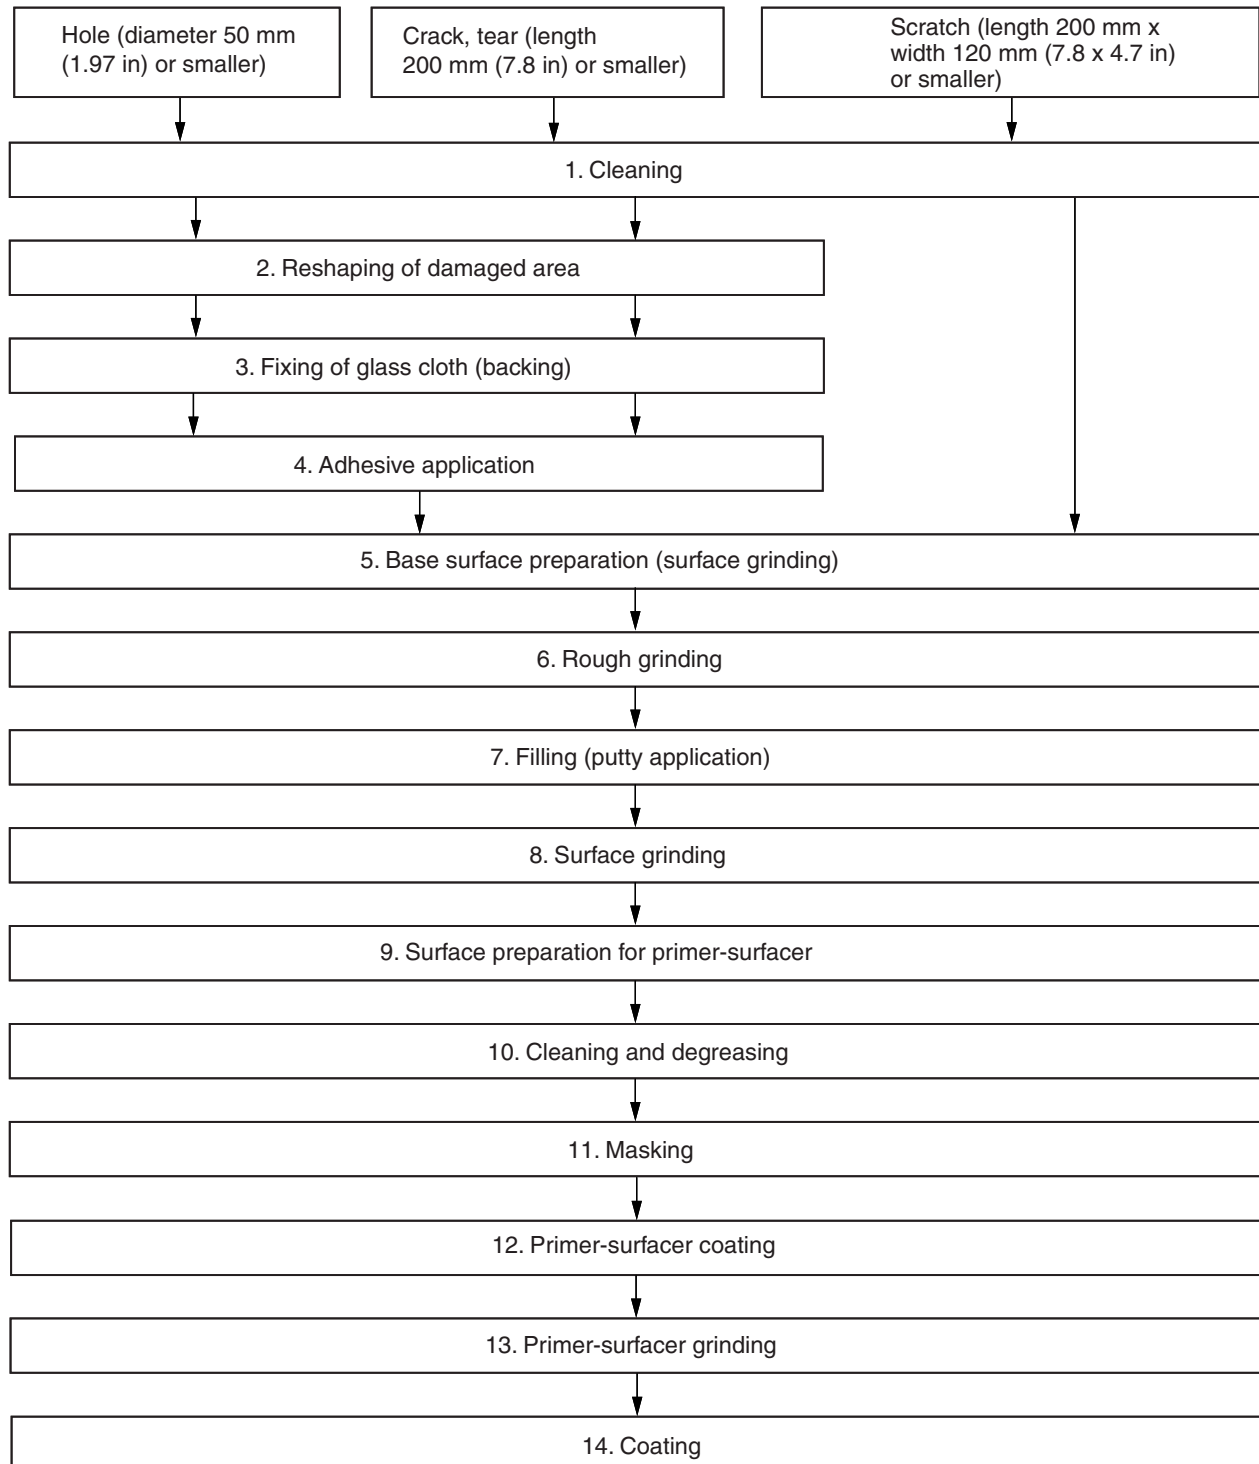 Hole (diameter 50 mm
(1.97 in) or smaller)
Crack, tear (length
200 mm (7.8 in) or smaller)
Scratch (length 200 mm x
width 120 mm (7.8 x 4.7 in)
or smaller)
1. Cleaning
2. Reshaping of damaged area
3. Fixing of glass cloth (backing)
4. Adhesive application
5. Base surface preparation (surface grinding)
6. Rough grinding
7. Filling (putty application)
8. Surface grinding
9. Surface preparation for primer-surfacer
10. Cleaning and degreasing
11. Masking
12. Primer-surfacer coating
13. Primer-surfacer grinding
14. Coating